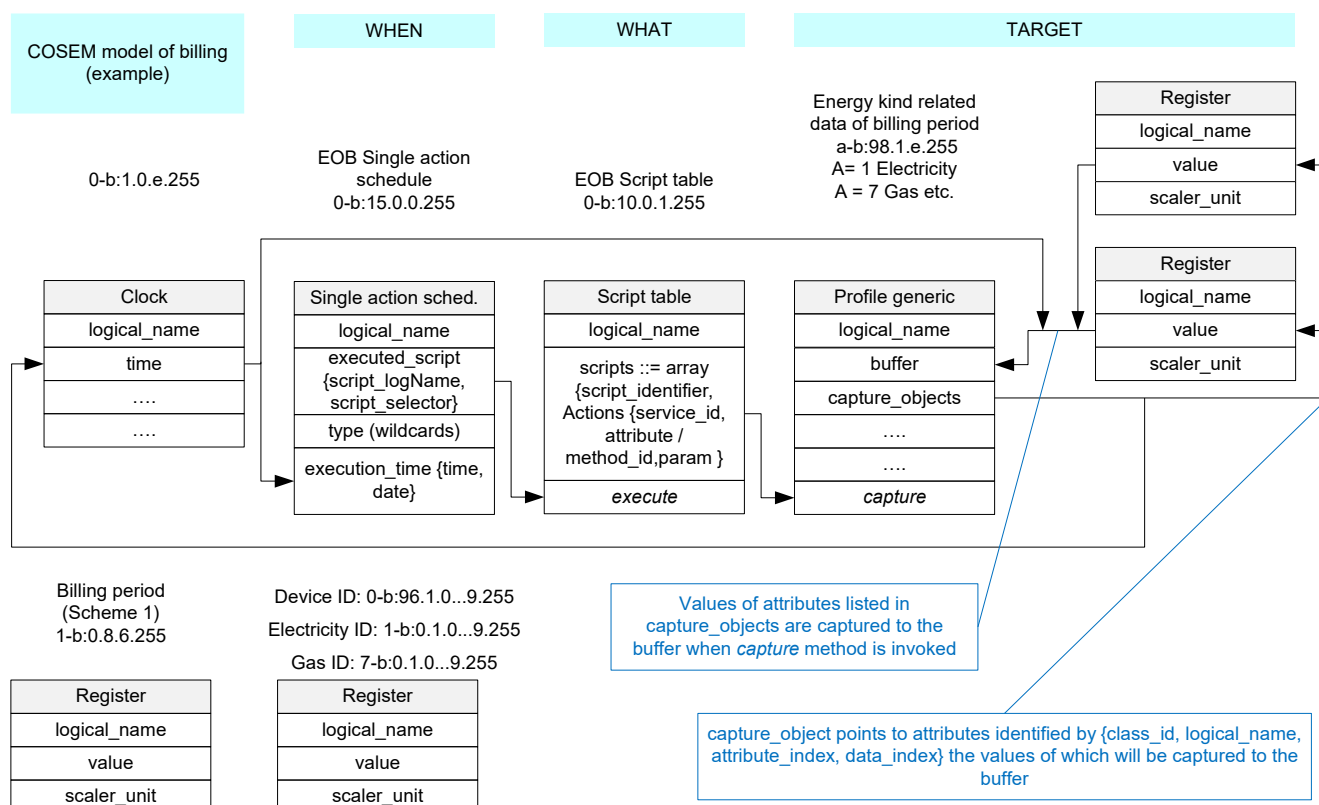 COSEM model of billing
(example)
WHEN
WHAT
TARGET
0-b:1.0.e.255
EOB Single action
schedule
0-b:15.0.0.255
EOB Script table
0-b:10.0.1.255
Energy kind related
data of billing period
a-b:98.1.e.255
A= 1 Electricity
A = 7 Gas etc.
Register
logical_name
value
scaler_unit
Register
logical_name
value
scaler_unit
Clock
logical_name
time
....
....
Single action sched.
logical_name
executed_script
{script_logName,
script_selector}
type (wildcards)
execution_time {time,
date}
Script table
logical_name
scripts ::= array
{script_identifier,
Actions {service_id,
attribute /
method_id,param }
execute
Profile generic
logical_name
buffer
capture_objects
....
....
capture
Billing period
(Scheme 1)
1-b:0.8.6.255
Device ID: 0-b:96.1.0...9.255
Electricity ID: 1-b:0.1.0...9.255
Gas ID: 7-b:0.1.0...9.255
Register
logical_name
value
scaler_unit
Register
logical_name
value
scaler_unit
Values of attributes listed in
capture_objects are captured to the
buffer when capture method is invoked
capture_object points to attributes identified by {class_id, logical_name,
attribute_index, data_index} the values of which will be captured to the
buffer